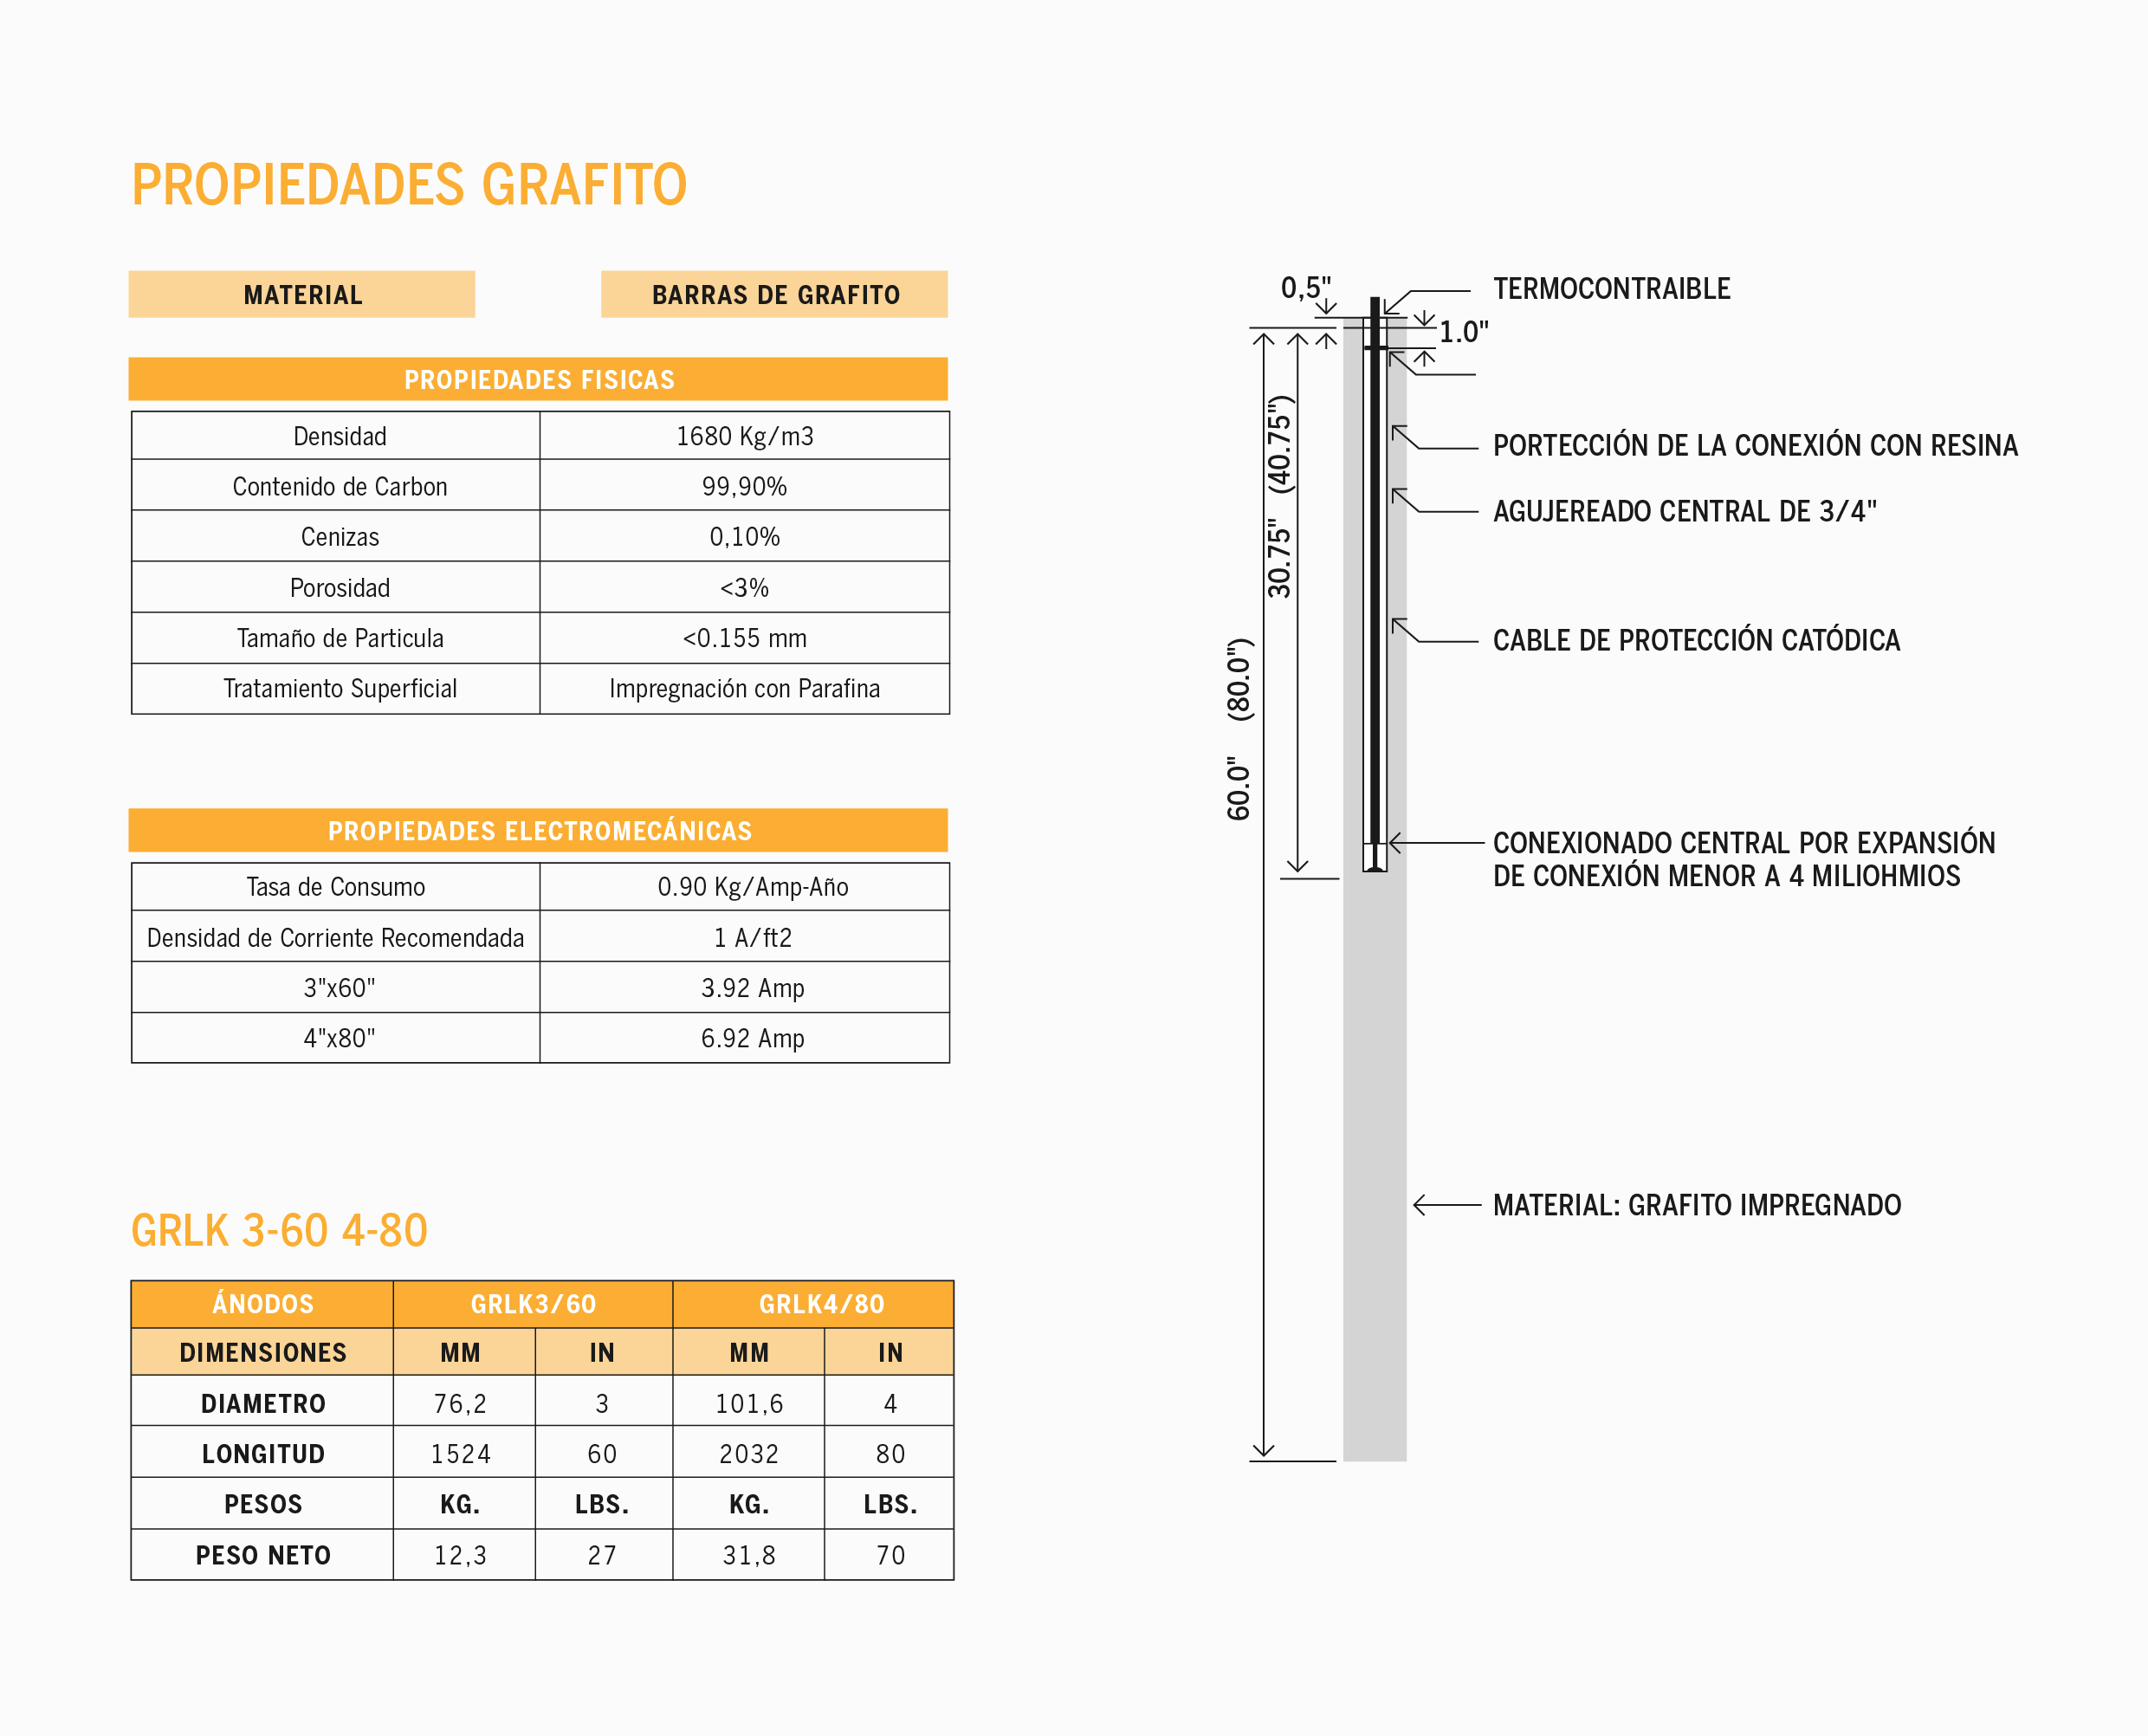 PROPIEDADES GRAFITO
MATERIAL BARRAS DE GRAFITO
PROPIEDADES FISICAS
Densidad 1680 Kg/m3
Contenido de Carbon 99,90%
Cenizas 0,10%
Porosidad <3%
Tamaño de Particula <0.155 mm
Tratamiento Superficial Impregnación con Parafina
PROPIEDADES ELECTROMECÁNICAS
Tasa de Consumo 0.90 Kg/Amp-Año
Densidad de Corriente Recomendada 1 A/ft2
3"x60" 3.92 Amp
4"x80" 6.92 Amp
GRLK 3-60 4-80
ÁNODOS GRLK3/60 GRLK4/80
DIMENSIONES MM IN MM IN
DIAMETRO 76,2 3 101,6 4
LONGITUD 1524 60 2032 80
PESOS KG. LBS. KG. LBS.
PESO NETO 12,3 27 31,8 70
0,5"
TERMOCONTRAIBLE
1.0"
30.75" (40.75")
60.0" (80.0")
PORTECCIÓN DE LA CONEXIÓN CON RESINA
AGUJEREADO CENTRAL DE 3/4"
CABLE DE PROTECCIÓN CATÓDICA
CONEXIONADO CENTRAL POR EXPANSIÓN
DE CONEXIÓN MENOR A 4 MILIOHMIOS
MATERIAL: GRAFITO IMPREGNADO